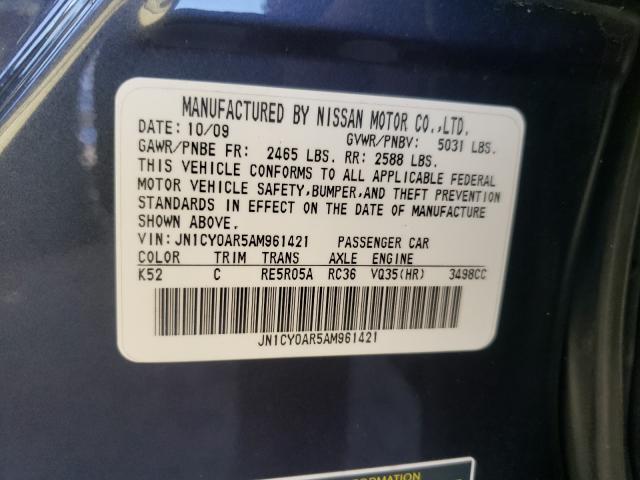 MANUFACTURED BY NISSAN MOTOR CO.,LTD.
DATE: 10/09 GVWR/PNBV: 5031 LBS.
GAWR/PNBE FR: 2465 LBS. RR: 2588 LBS.
THIS VEHICLE CONFORMS TO ALL APPLICABLE FEDERAL
MOTOR VEHICLE SAFETY,BUMPER,AND THEFT PREVENTION
STANDARDS IN EFFECT ON THE DATE OF MANUFACTURE
SHOWN ABOVE.
VIN: JN1CY0AR5AM961421 PASSENGER CAR
COLOR TRIM TRANS AXLE ENGINE
K52 C RE5R05A RC36 VQ35(HR) 3498CC
JN1CY0AR5AM961421